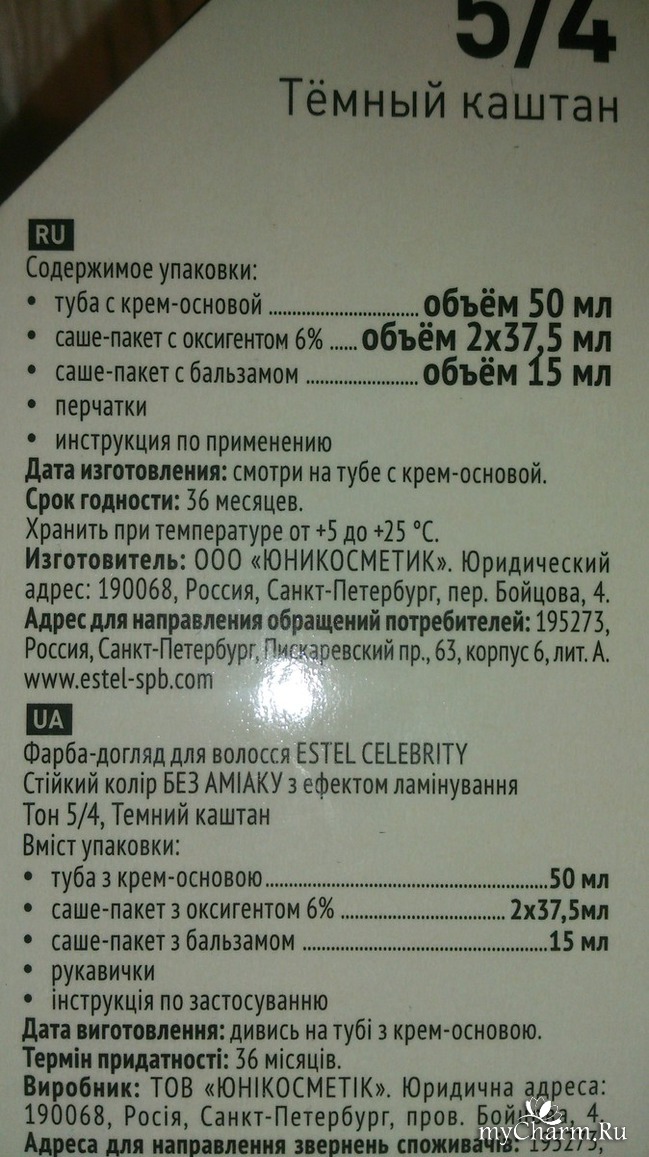 5/4
Тёмный каштан
RU
Содержимое упаковки:
• туба с крем-основой .............................. объём 50 мл
• саше-пакет с оксигентом 6% ...... объём 2х37,5 мл
• саше-пакет с бальзамом ...................... объём 15 мл
• перчатки
• инструкция по применению
Дата изготовления: смотри на тубе с крем-основой.
Срок годности: 36 месяцев.
Хранить при температуре от +5 до +25 °С.
Изготовитель: ООО «ЮНИКОСМЕТИК». Юридический
адрес: 190068, Россия, Санкт-Петербург, пер. Бойцова, 4.
Адрес для направления обращений потребителей: 195273,
Россия, Санкт-Петербург, Пискаревский пр., 63, корпус 6, лит. А.
www.estel-spb.com
UA
Фарба-догляд для волосся ESTEL CELEBRITY
Стійкий колір БЕЗ АМІАКУ з ефектом ламінування
Тон 5/4, Темний каштан
Вміст упаковки:
• туба з крем-основою.......................................................50 мл
• саше-пакет з оксигентом 6% ................................ 2х37,5мл
• саше-пакет з бальзамом ................................................15 мл
• рукавички
• інструкція по застосуванню
Дата виготовлення: дивись на тубі з крем-основою.
Термін придатності: 36 місяців.
Виробник: ТОВ «ЮНІКОСМЕТІК». Юридична адреса:
190068, Росія, Санкт-Петербург, пров. Бойцова, 4.
Адреса для направлення звернень споживачів: 195273,
myCharm.Ru